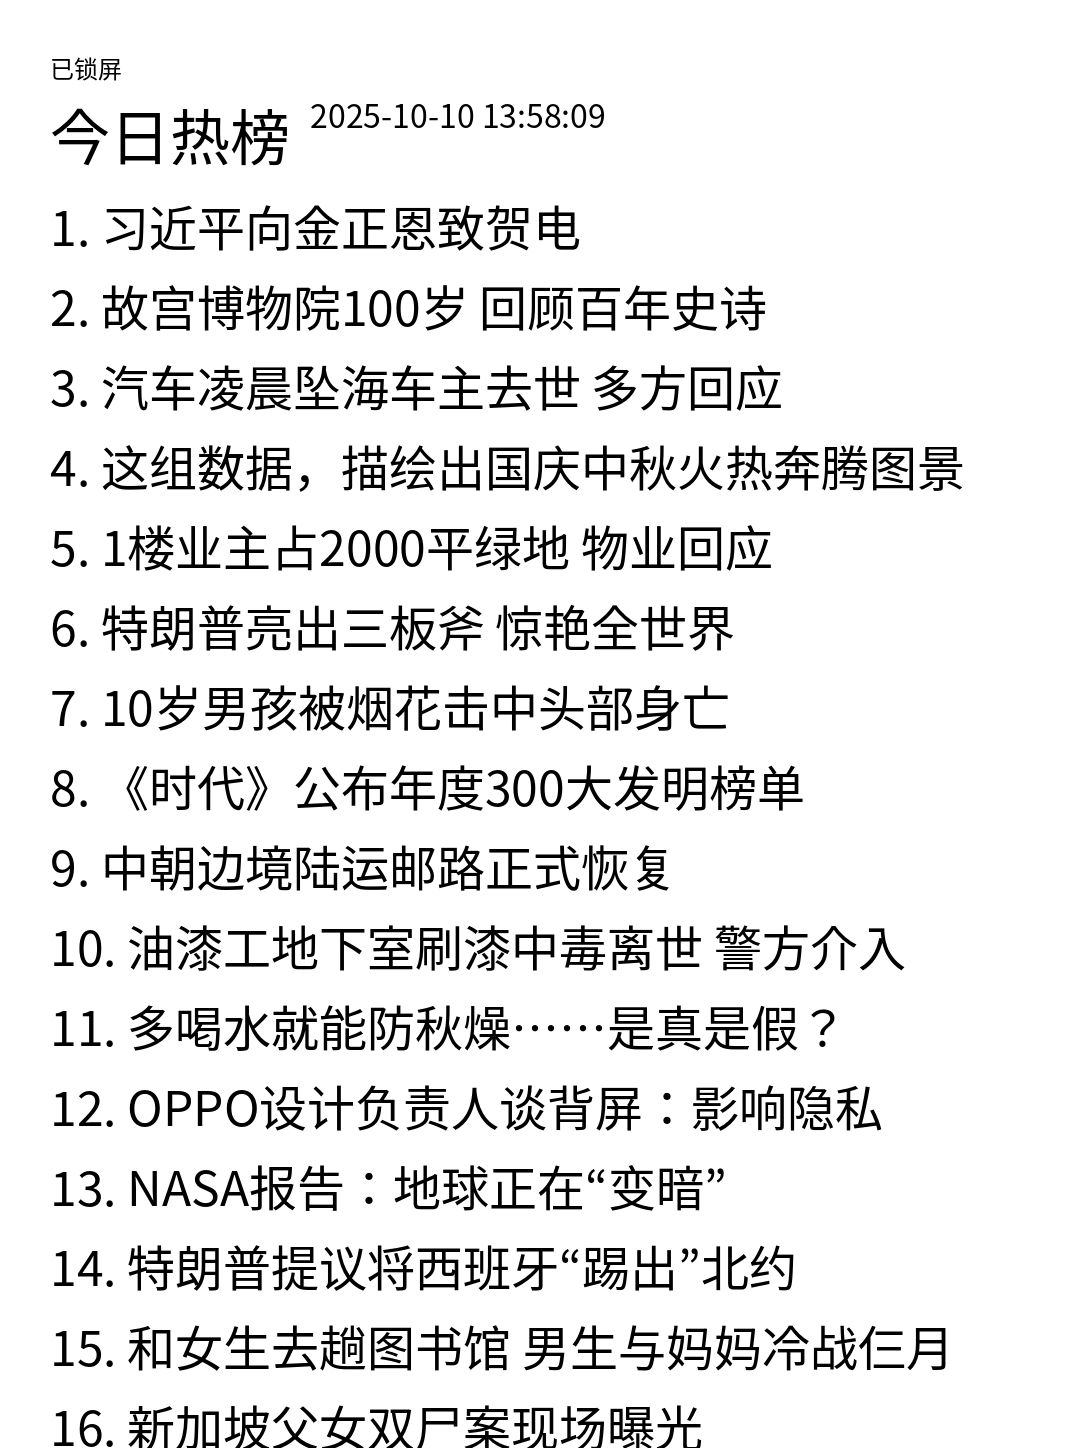 已锁屏
今日热榜 2025-10-10 13:58:09
1. 习近平向金正恩致贺电
2. 故宫博物院100岁 回顾百年史诗
3. 汽车凌晨坠海车主去世 多方回应
4. 这组数据，描绘出国庆中秋火热奔腾图景
5. 1楼业主占2000平绿地 物业回应
6. 特朗普亮出三板斧 惊艳全世界
7. 10岁男孩被烟花击中头部身亡
8. 《时代》公布年度300大发明榜单
9. 中朝边境陆运邮路正式恢复
10. 油漆工地下室刷漆中毒离世 警方介入
11. 多喝水就能防秋燥……是真是假？
12. OPPO设计负责人谈背屏：影响隐私
13. NASA报告：地球正在“变暗”
14. 特朗普提议将西班牙“踢出”北约
15. 和女生去趟图书馆 男生与妈妈冷战仨月
16. 新加坡父女双尸案现场曝光